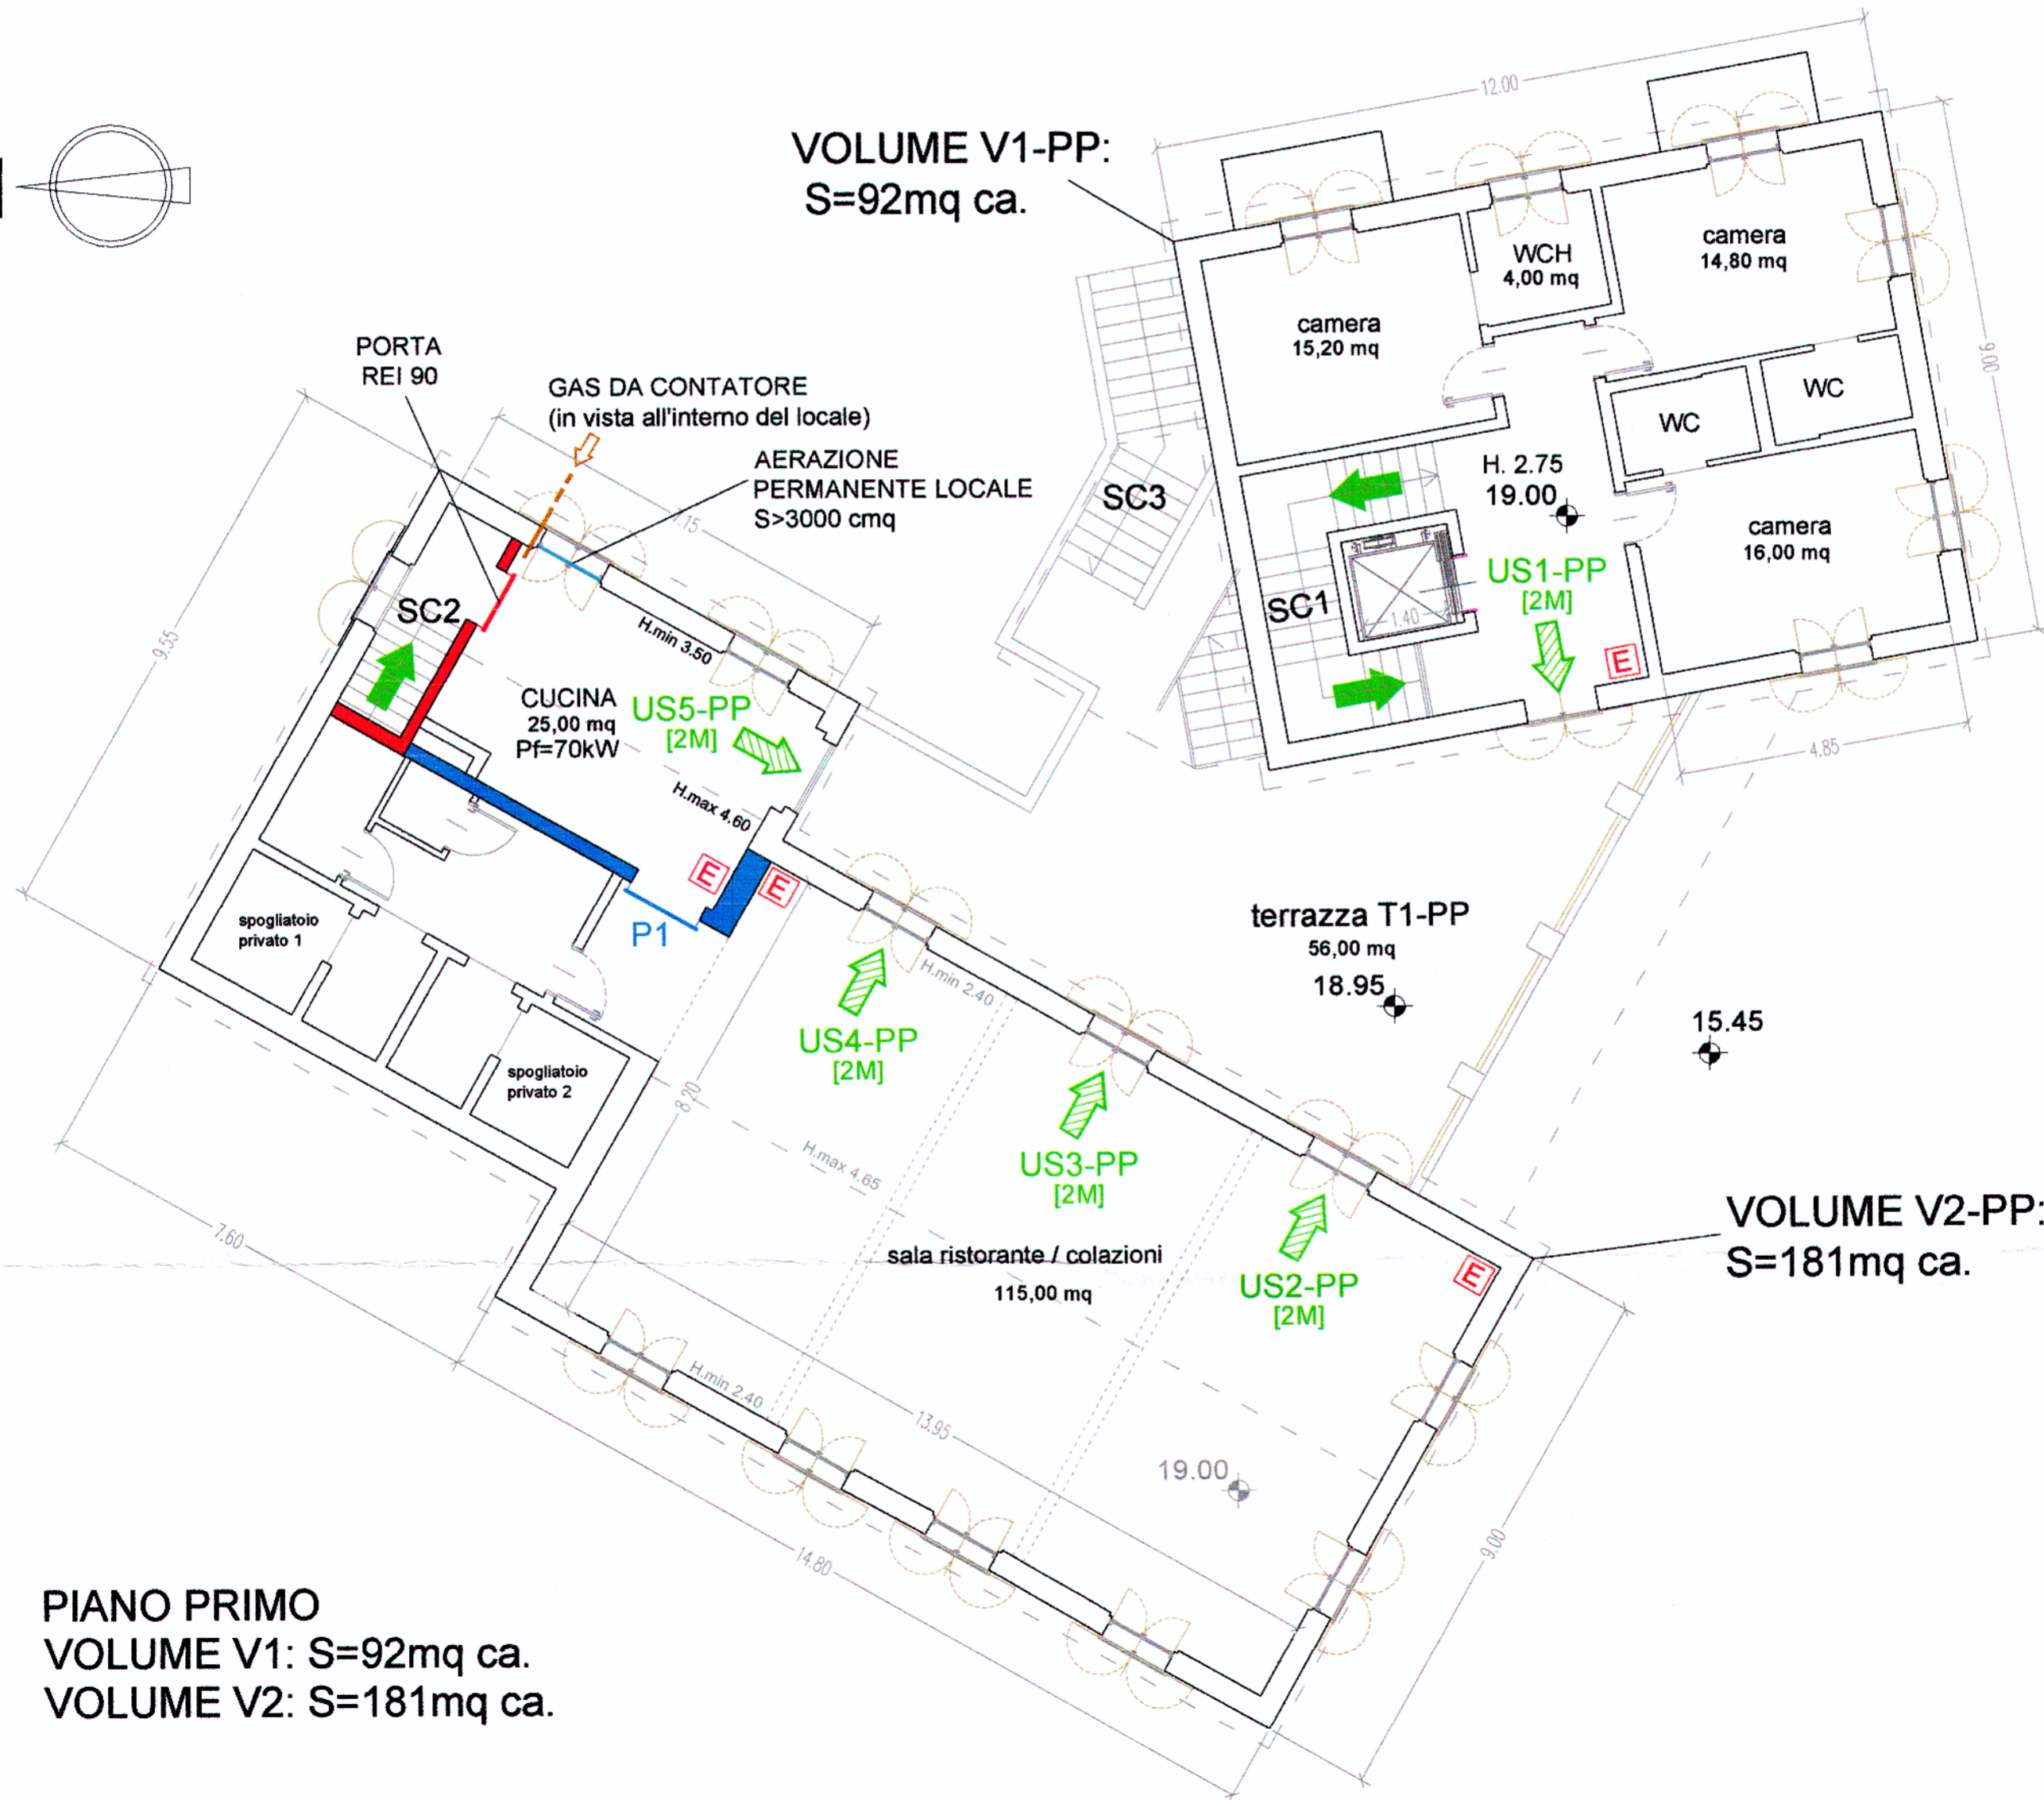 12.00
VOLUME V1-PP:
S=92mq ca.
camera
14,80 mq
WCH
4,00 mq
camera
15,20 mq
9.00
WC
WC
PORTA
REI 90
GAS DA CONTATORE
(in vista all'interno del locale)
AERAZIONE
PERMANENTE LOCALE
S>3000 cmq
SC3
H. 2.75
19.00
camera
16,00 mq
US1-PP
[2M]
SC1
1.40
E
4.85
9.55
SC2
H.min 3.50
CUCINA
25,00 mq
Pf=70kW
US5-PP
[2M]
H.max 4.60
E
E
P1
spogliatoio
privato 1
spogliatoio
privato 2
terrazza T1-PP
56,00 mq
18.95
15.45
H.min 2.40
US4-PP
[2M]
8.20
H.max 4.65
US3-PP
[2M]
US2-PP
[2M]
E
sala ristorante / colazioni
115,00 mq
VOLUME V2-PP:
S=181mq ca.
7.60
H.min 2.40
13.95
19.00
14.80
9.00
PIANO PRIMO
VOLUME V1: S=92mq ca.
VOLUME V2: S=181mq ca.